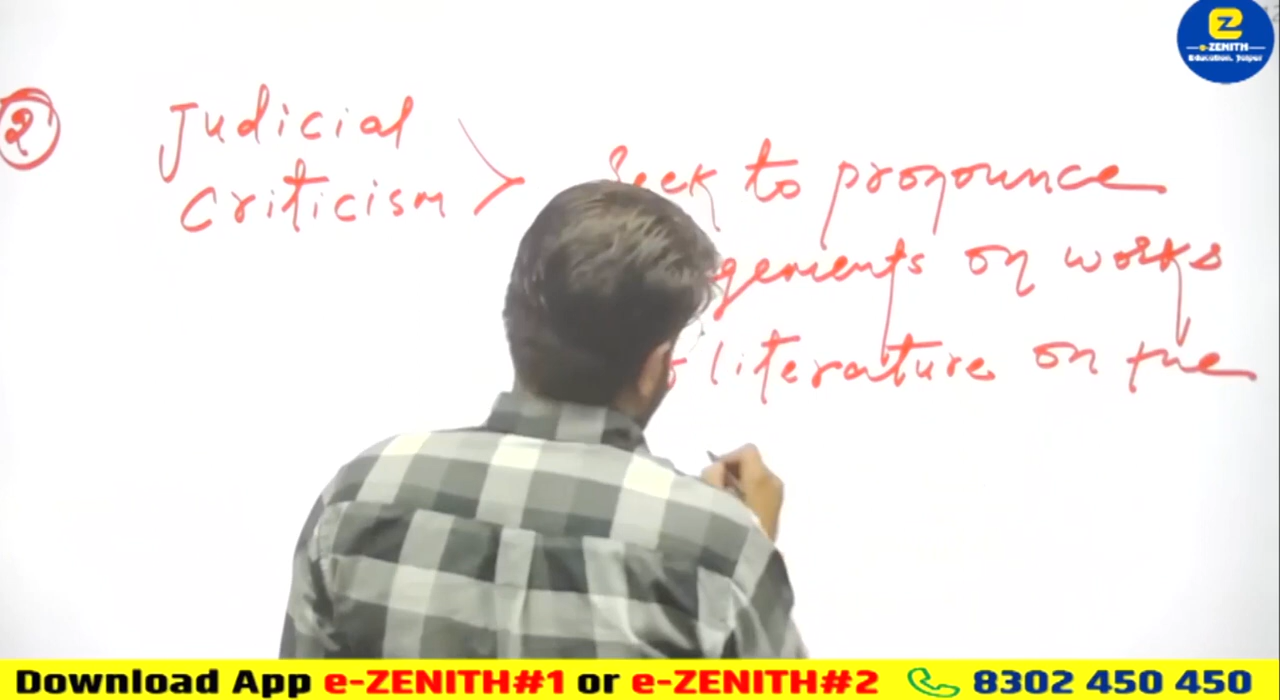 ②
Judicial
Criticism
Seek to pronounce
gements on works
literature on the
e-ZENITH
Education, Jaipur
Download App e-ZENITH#1 or e-ZENITH#2 8302 450 450